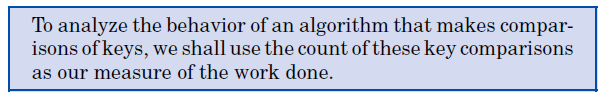 To analyze the behavior of an algorithm that makes compar-
isons of keys, we shall use the count of these key comparisons
as our measure of the work done.